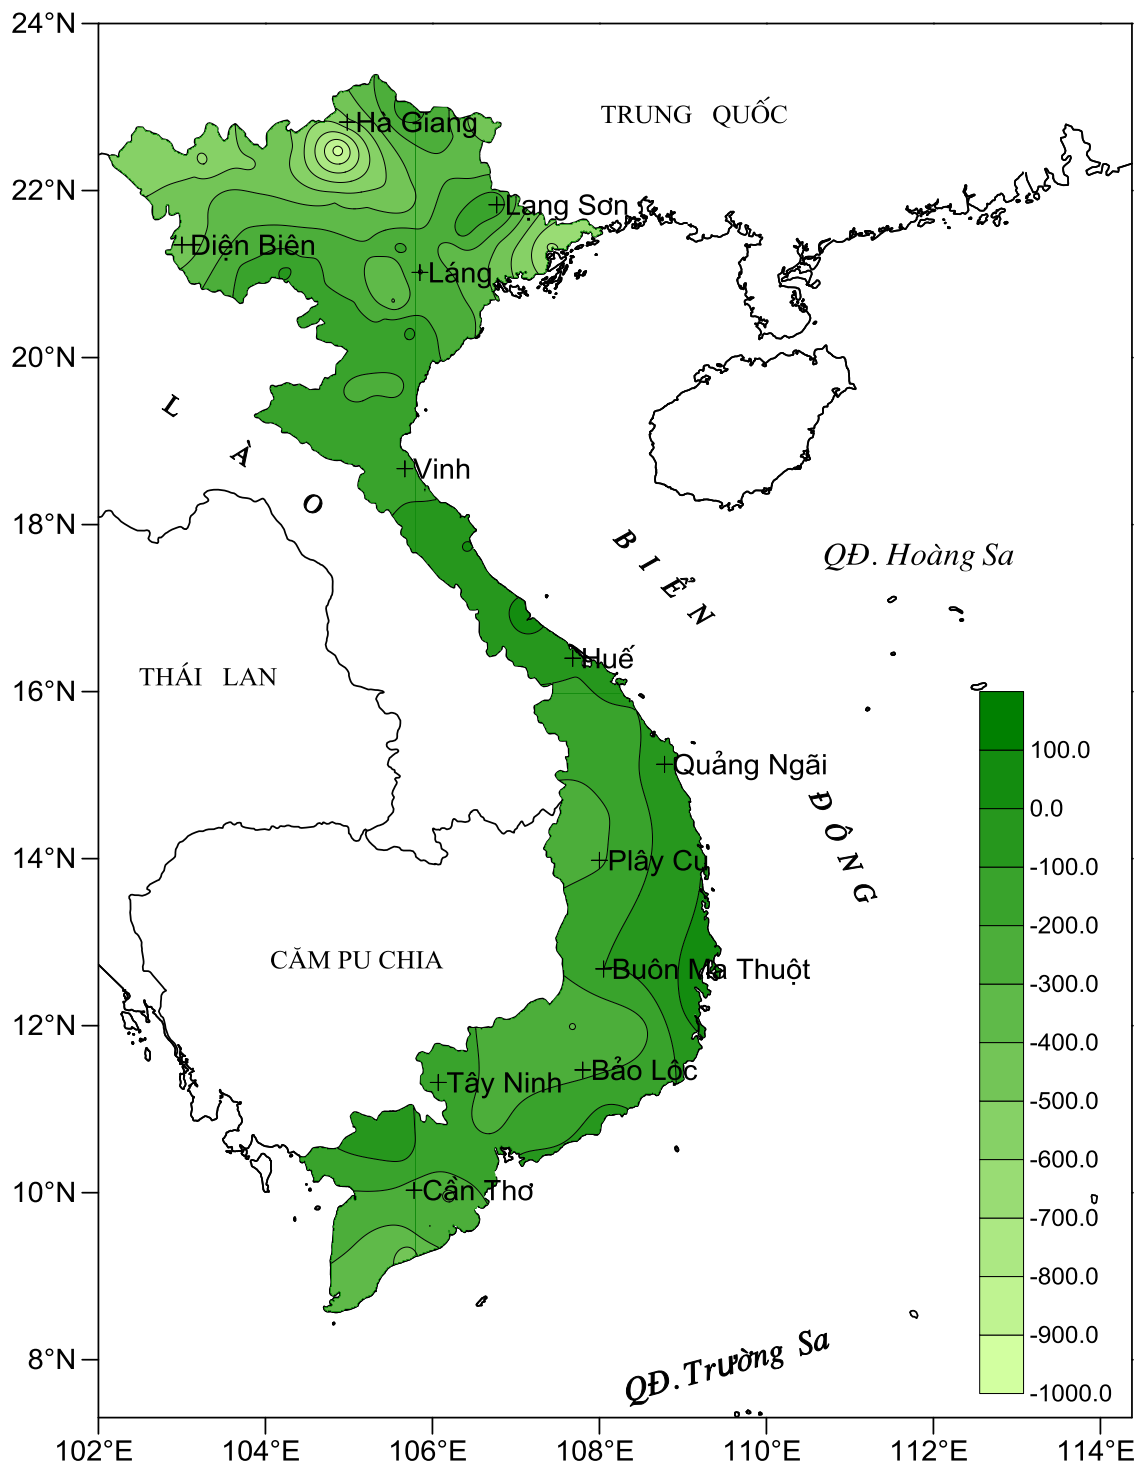 24°N
22°N
20°N
18°N
16°N
14°N
12°N
10°N
8°N
102°E
104°E
106°E
108°E
110°E
112°E
114°E
TRUNG QUỐC
Hà Giang
Lạng Sơn
Điện Biên
Láng
L À O
Vinh
BIỂN
QĐ. Hoàng Sa
THÁI LAN
Huế
Quảng Ngãi
ĐÔNG
Plây Cu
CĂM PU CHIA
Buôn Ma Thuột
Bảo Lộc
Tây Ninh
Cần Thơ
QĐ. Trường Sa
100.0
0.0
-100.0
-200.0
-300.0
-400.0
-500.0
-600.0
-700.0
-800.0
-900.0
-1000.0